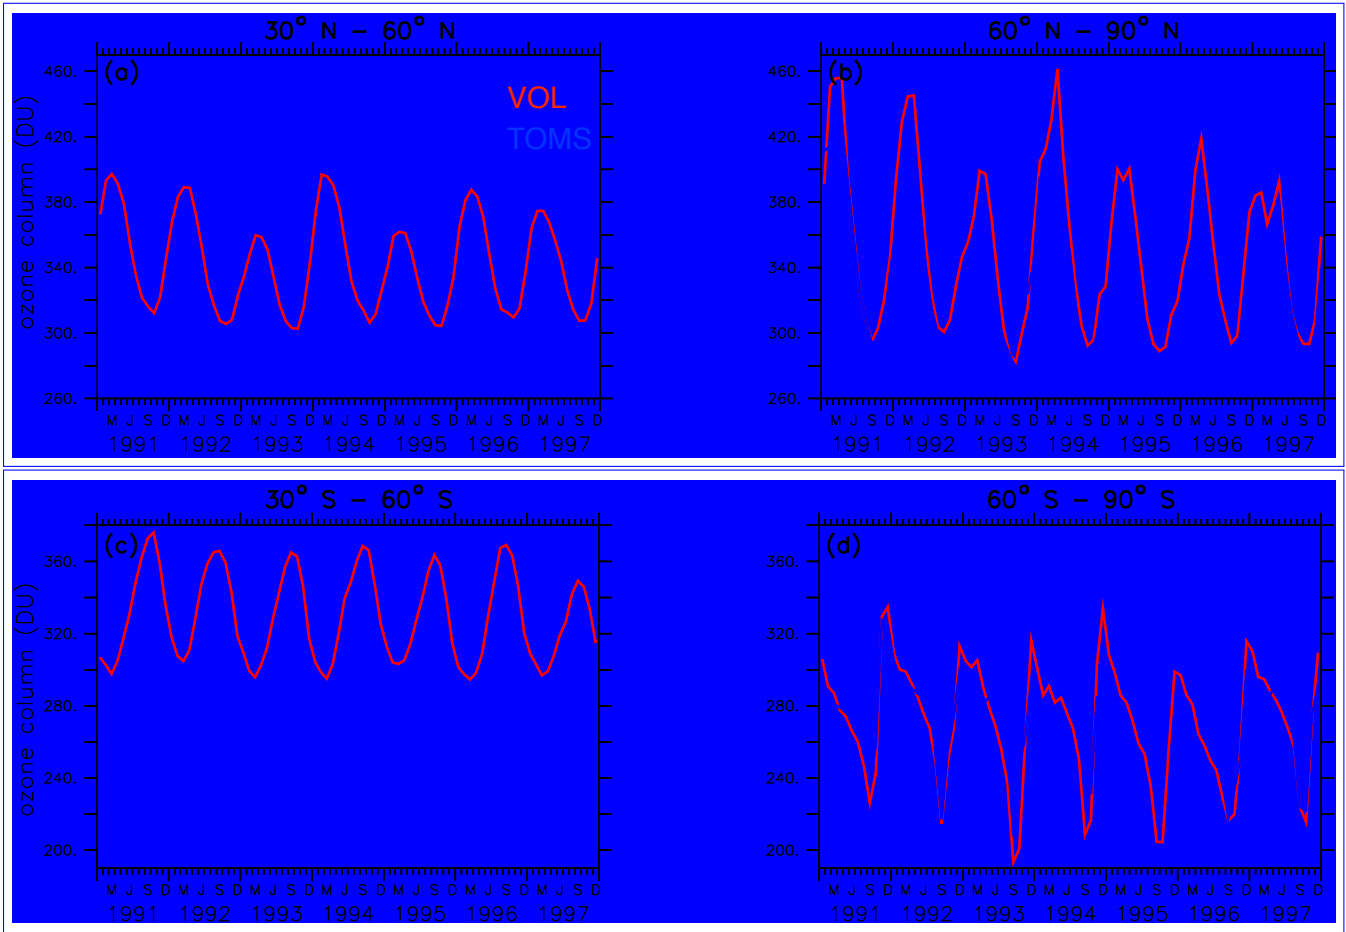 30° N – 60° N
(a)
VOL
TOMS
ozone column (DU)
460.
420.
380.
340.
300.
260.
M J S D M J S D M J S D M J S D M J S D M J S D M J S D
1991 1992 1993 1994 1995 1996 1997
60° N – 90° N
(b)
460.
420.
380.
340.
300.
260.
M J S D M J S D M J S D M J S D M J S D M J S D M J S D
1991 1992 1993 1994 1995 1996 1997
30° S – 60° S
(c)
ozone column (DU)
360.
320.
280.
240.
200.
M J S D M J S D M J S D M J S D M J S D M J S D M J S D
1991 1992 1993 1994 1995 1996 1997
60° S – 90° S
(d)
360.
320.
280.
240.
200.
M J S D M J S D M J S D M J S D M J S D M J S D M J S D
1991 1992 1993 1994 1995 1996 1997